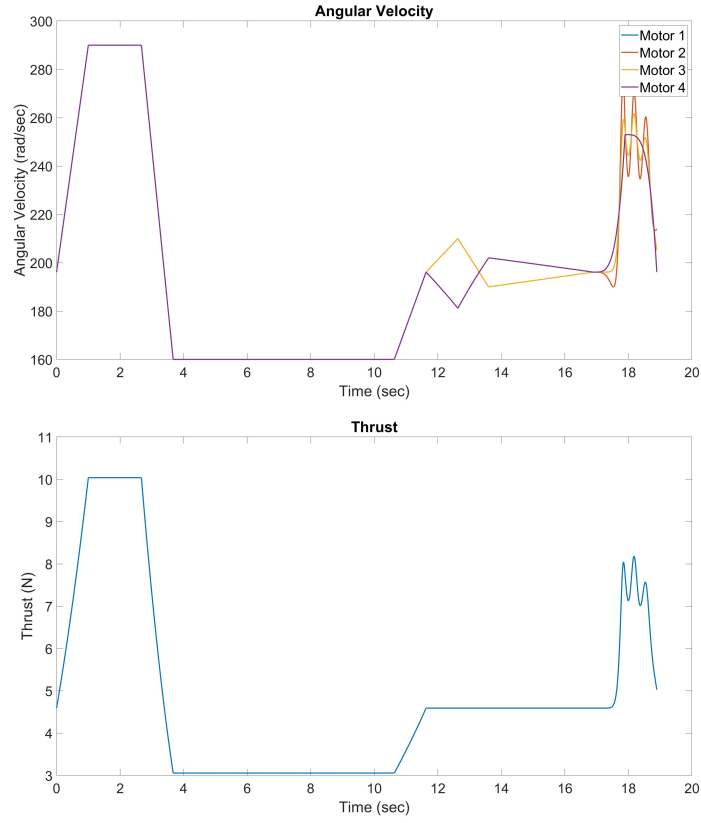 Angular Velocity
300
280
260
240
220
200
180
160
Angular Velocity (rad/sec)
Motor 1
Motor 2
Motor 3
Motor 4
0 2 4 6 8 10 12 14 16 18 20
Time (sec)
Thrust
11
10
9
8
7
6
5
4
3
Thrust (N)
0 2 4 6 8 10 12 14 16 18 20
Time (sec)